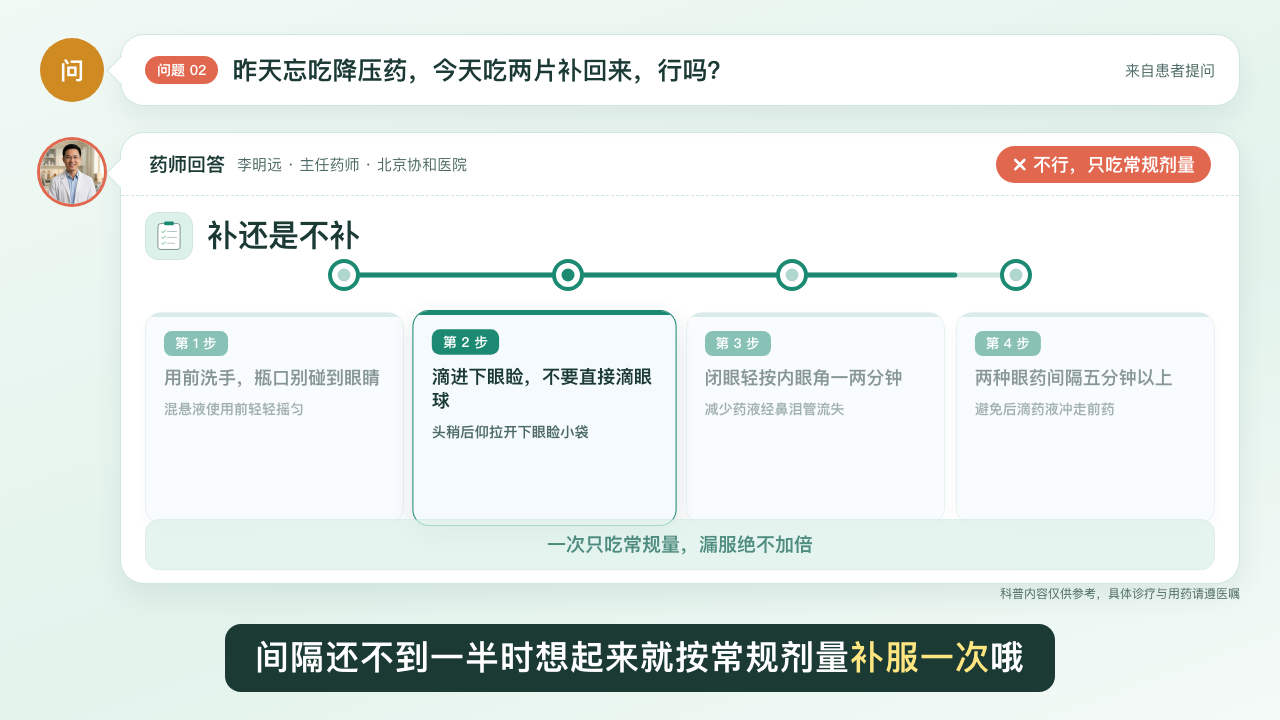 问
问题 02
昨天忘吃降压药，今天吃两片补回来，行吗？
来自患者提问
药师回答
李明远 · 主任药师 · 北京协和医院
✕ 不行，只吃常规剂量
补还是不补
第 1 步
用前洗手，瓶口别碰到眼睛
混悬液使用前轻轻摇匀
第 2 步
滴进下眼睑，不要直接滴眼
球
头稍后仰拉开下眼睑小袋
第 3 步
闭眼轻按内眼角一两分钟
减少药液经鼻泪管流失
第 4 步
两种眼药间隔五分钟以上
避免后滴药液冲走前药
一次只吃常规量，漏服绝不加倍
科普内容仅供参考，具体诊疗与用药请遵医嘱
间隔还不到一半时想起来就按常规剂量补服一次哦